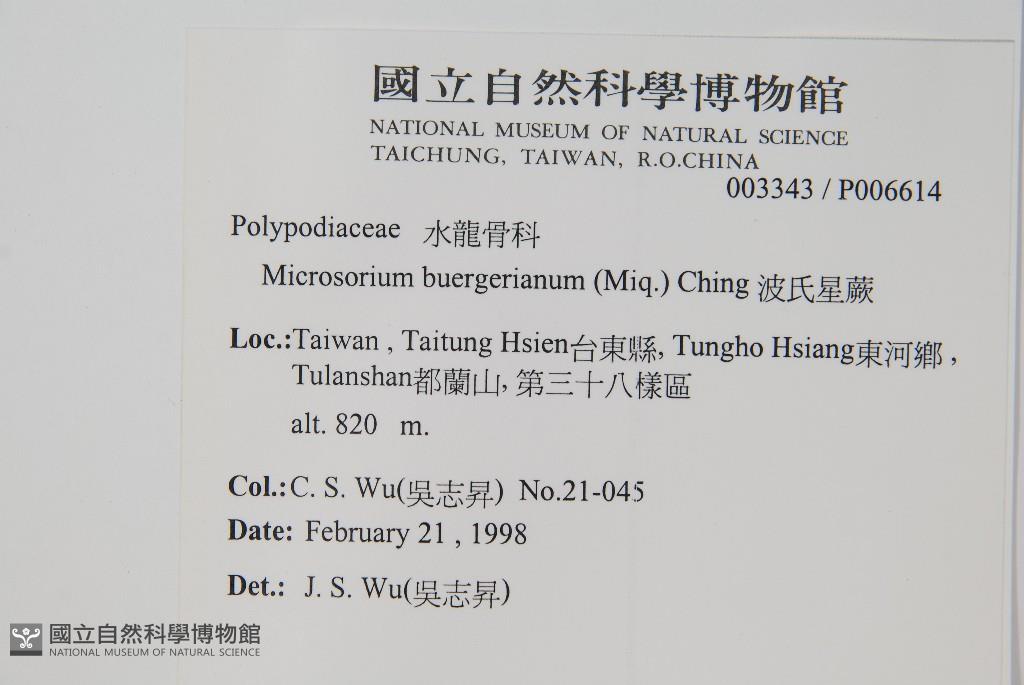 國立自然科學博物館
NATIONAL MUSEUM OF NATURAL SCIENCE
TAICHUNG, TAIWAN, R.O.CHINA
003343 / P006614
Polypodiaceae 水龍骨科
Microsorium buergerianum (Miq.) Ching 波氏星蕨
Loc.:Taiwan , Taitung Hsien台東縣, Tungho Hsiang東河鄉 ,
Tulanshan都蘭山, 第三十八樣區
alt. 820 m.
Col.:C. S. Wu(吳志昇) No.21-045
Date: February 21 , 1998
Det.: J. S. Wu(吳志昇)
國立自然科學博物館
NATIONAL MUSEUM OF NATURAL SCIENCE